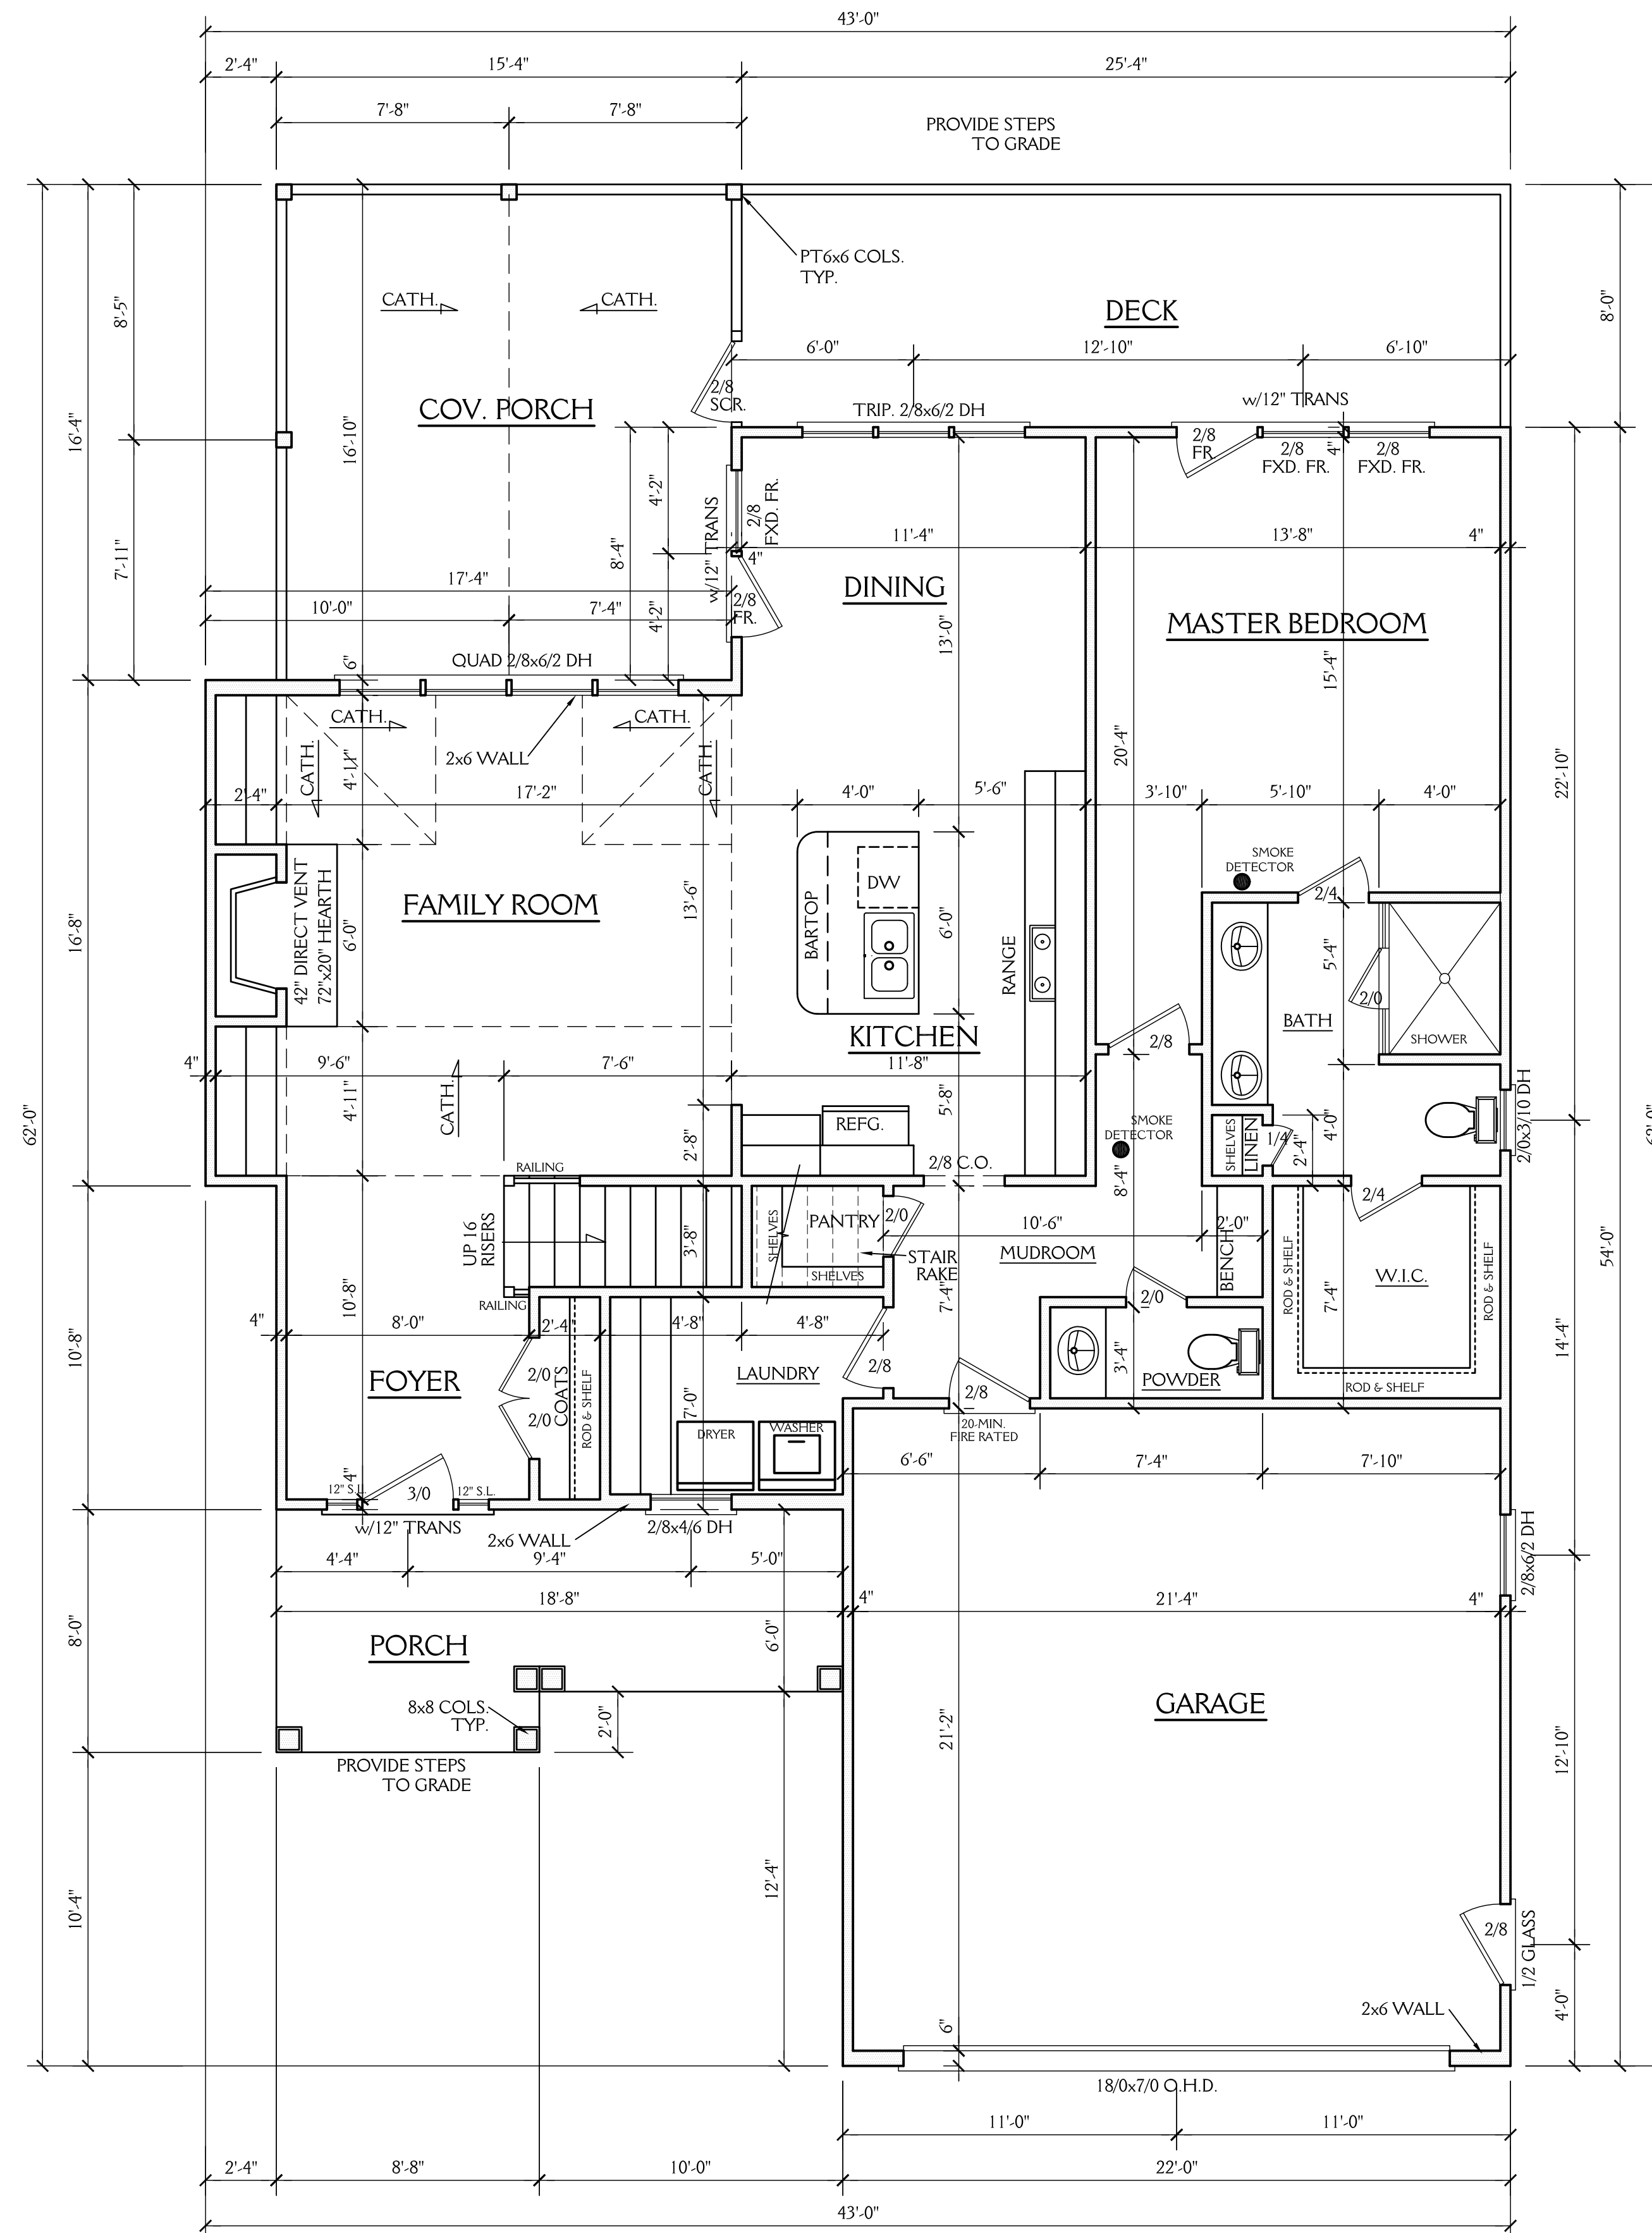 43'-0"
2'-4"
15'-4"
25'-4"
7'-8"
7'-8"
PROVIDE STEPS
TO GRADE
PT6x6 COLS.
TYP.
8'-5"
CATH.
CATH.
DECK
8'-0"
6'-0"
12'-10"
6'-10"
2/8
SCR.
COV. PORCH
TRIP. 2/8x6/2 DH
w/12" TRANS
16'-4"
16'-10"
2/8
FR.
4"
2/8
FXD. FR.
2/8
FXD. FR.
4'-2"
w/12" TRANS
2/8
FXD. FR.
8'-4"
7'-11"
11'-4"
13'-8"
4"
4"
17'-4"
DINING
10'-0"
7'-4"
4'-2"
2/8
FR.
13'-0"
MASTER BEDROOM
15'-4"
6"
QUAD 2/8x6/2 DH
CATH.
CATH.
2x6 WALL
CATH.
4'-11"
CATH.
20'-4"
22'-10"
2'-4"
17'-2"
4'-0"
5'-6"
3'-10"
5'-10"
4'-0"
SMOKE
DETECTOR
DW
2/4
FAMILY ROOM
42" DIRECT VENT
72"x20" HEARTH
6'-0"
13'-6"
BARTOP
6'-0"
RANGE
16'-8"
5'-4"
2/0
BATH
SHOWER
KITCHEN
2/8
4"
9'-6"
7'-6"
11'-8"
4'-11"
CATH.
5'-8"
62'-0"
REFG.
SMOKE
DETECTOR
2'-8"
SHELVES
LINEN
1/4
2'-4"
4'-0"
2/0x3/10 DH
2/8 C.O.
8'-4"
RAILING
2/4
UP 16
RISERS
3'-8"
SHELVES
PANTRY
2/0
10'-6"
2'-0"
MUDROOM
BENCH
STAIR
RAKE
SHELVES
54'-0"
ROD & SHELF
W.I.C.
ROD & SHELF
RAILING
10'-8"
7'-4"
2/0
7'-4"
4"
8'-0"
2'-4"
4'-8"
4'-8"
10'-8"
14'-4"
3'-4"
2/8
LAUNDRY
POWDER
FOYER
2/0
2/0
COATS
ROD & SHELF
ROD & SHELF
2/8
7'-0"
DRYER
WASHER
20-MIN.
FIRE RATED
6'-6"
7'-4"
7'-10"
12" S.L.
4"
3/0
12" S.L.
w/12" TRANS
2x6 WALL
2/8x4/6 DH
2/8x6/2 DH
4'-4"
9'-4"
5'-0"
18'-8"
4"
21'-4"
4"
8'-0"
PORCH
6'-0"
8x8 COLS.
TYP.
2'-0"
GARAGE
21'-2"
12'-10"
PROVIDE STEPS
TO GRADE
10'-4"
12'-4"
2/8
1/2 GLASS
2x6 WALL
4'-0"
6"
18/0x7/0 O.H.D.
11'-0"
11'-0"
2'-4"
8'-8"
10'-0"
22'-0"
43'-0"